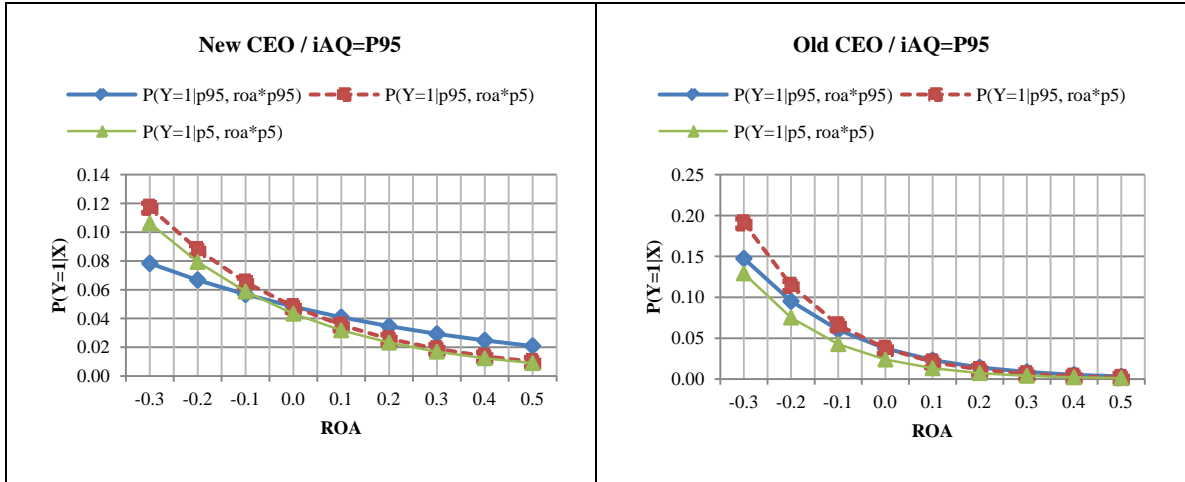 New CEO / iAQ=P95
P(Y=1|p95, roa*p95) P(Y=1|p95, roa*p5)
P(Y=1|p5, roa*p5)
P(Y=1|X)
0.14
0.12
0.10
0.08
0.06
0.04
0.02
0.00
-0.3 -0.2 -0.1 0.0 0.1 0.2 0.3 0.4 0.5
ROA
Old CEO / iAQ=P95
P(Y=1|p95, roa*p95) P(Y=1|p95, roa*p5)
P(Y=1|p5, roa*p5)
P(Y=1|X)
0.25
0.20
0.15
0.10
0.05
0.00
-0.3 -0.2 -0.1 0.0 0.1 0.2 0.3 0.4 0.5
ROA